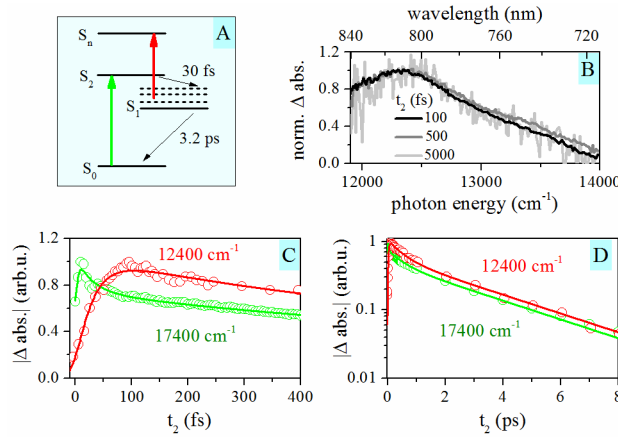 A
Sₙ
S₂
30 fs
S₁
3.2 ps
S₀
wavelength (nm)
840 800 760 720
B
norm. Δ abs.
1.2
0.8
0.4
0.0
t₂ (fs)
100
500
5000
12000 13000 14000
photon energy (cm⁻¹)
C
|Δ abs.| (arb.u.)
1.2
0.8
0.4
0.0
12400 cm⁻¹
17400 cm⁻¹
0 100 200 300 400
t₂ (fs)
D
|Δ abs.| (arb.u.)
1
0.1
0.01
12400 cm⁻¹
17400 cm⁻¹
0 2 4 6 8
t₂ (ps)